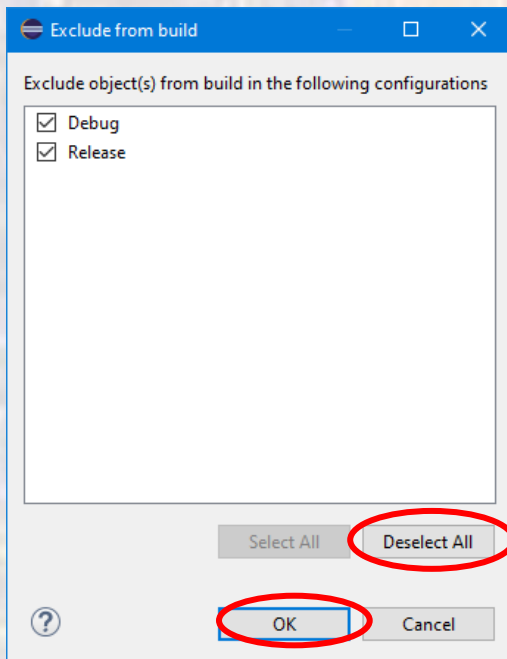 Exclude from build
Exclude object(s) from build in the following configurations
Debug
Release
Select All Deselect All
? OK Cancel